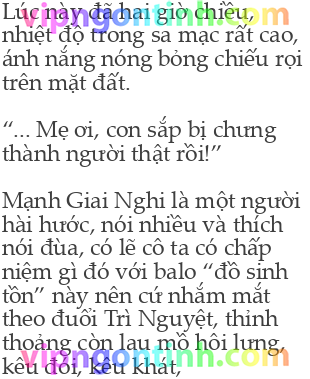 Lúc này đã hai giờ chiều,
nhiệt độ trong sa mạc rất cao,
ánh nắng nóng bỏng chiếu rọi
trên mặt đất.
“... Mẹ ơi, con sắp bị chưng
thành người thật rồi!”
Mạnh Giai Nghi là một người
hài hước, nói nhiều và thích
nói đùa, có lẽ cô ta có chấp
niệm gì đó với balo “đồ sinh
tồn” này nên cứ nhắm mắt
theo đuổi Trì Nguyệt, thỉnh
thoảng còn lau mồ hôi lưng,
kêu đói, kêu khát,
vipngontinh.com
vipngontinh.com